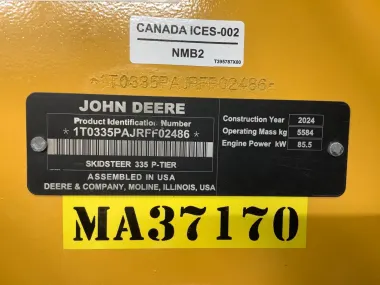 CANADA ICES-002
NMB2
T398787X00
*1T0335PAJRFF02486*
JOHN DEERE
Product Identification Number
*1T0335PAJRFF02486*
SKIDSTEER 335 P-TIER
ASSEMBLED IN USA
DEERE & COMPANY, MOLINE, ILLINOIS, USA
Construction Year 2024
Operating Mass kg 5584
Engine Power kW 85.5
MA37170